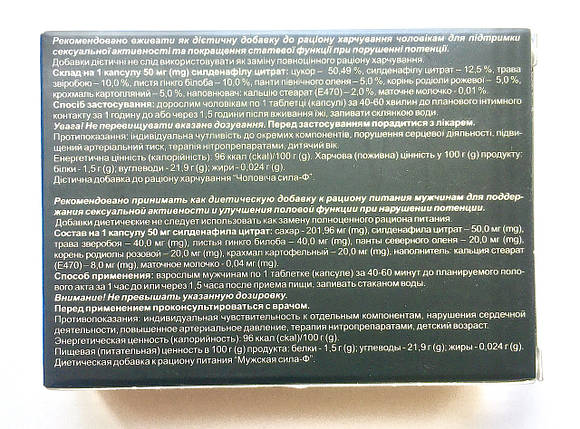 Рекомендовано вживати як дієтичну добавку до раціону харчування чоловікам для підтримки
сексуальної активності та покращення статевої функції при порушенні потенції.
Добавки дієтичні не слід використовувати як заміну повноцінного раціону харчування.
Склад на 1 капсулу 50 мг (mg) силденафілу цитрат: цукор – 50,49 %, силденафілу цитрат – 12,5 %, трава
звіробою – 10,0 %, листя гінкго білоба – 10,0 %, панти північного оленя – 5,0 %, корень родіоли рожевої – 5,0 %,
крохмаль картоплений – 5,0 %, наповнювач: кальцію стеарат (Е470) – 2,0 %, маточне молочко - 0,01 %.
Спосіб застосування: дорослим чоловікам по 1 таблетці (капсулі) за 40-60 хвилин до планового інтимного
контакту за 1 годину до або через 1,5 години після вживання їжі, запивати склянкою води.
Увага! Не перевищувати вказане дозування. Перед застосуванням порадитися з лікарем.
Протипоказання: індивідуальна чутливість до окремих компонентів, порушення серцевої діяльності, підви-
щений артеріальний тиск, терапія нітропрепаратами, дитячий вік.
Енергетична цінність (калорійність): 96 ккал (ckal)/100 г (g). Харчова (поживна) цінність у 100 г (g) продукту:
білки - 1,5 г (g); вуглеводи - 21,9 г (g); жири - 0,024 г (g).
Дієтична добавка до раціону харчування “Чоловіча сила-Ф”.
Рекомендовано принимать как диетическую добавку к рациону питания мужчинам для поддер-
жания сексуальной активности и улучшения половой функции при нарушении потенции.
Добавки диетические не следует использовать как замену полноценного рациона питания.
Состав на 1 капсулу 50 мг силденафила цитрат: сахар - 201,96 мг (mg), силденафила цитрат – 50,0 мг (mg),
трава зверобоя – 40,0 мг (mg), листья гинкго билоба – 40,0 мг (mg), панты северного оленя – 20,0 мг (mg),
корень родиолы розовой – 20,0 мг (mg), крахмал картофельный – 20,0 мг (mg), наполнитель: кальция стеарат
(Е470) – 8,0 мг (mg), маточное молочко - 0,04 мг (mg).
Способ применения: взрослым мужчинам по 1 таблетке (капсуле) за 40-60 минут до планируемого поло-
вого акта за 1 час до или через 1,5 часа после приема пищи, запивать стаканом воды.
Внимание! Не превышать указанную дозировку.
Перед применением проконсультироваться с врачом.
Противопоказания: индивидуальная чувствительность к отдельным компонентам, нарушения сердечной
деятельности, повышенное артериальное давление, терапия нитропрепаратами, детский возраст.
Энергетическая ценность (калорийность): 96 ккал/100 г (g).
Пищевая (питательная) ценность в 100 г (g) продукта: белки - 1,5 г (g); углеводы - 21,9 г (g); жиры - 0,024 г (g).
Диетическая добавка к рациону питания “Мужская сила-Ф”.